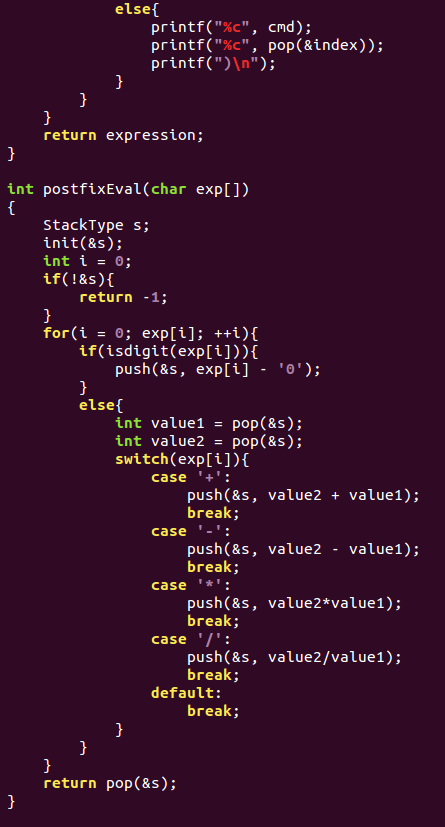 else{
printf("%c", cmd);
printf("%c", pop(&index));
printf(")\n");
}
}
}
return expression;
}
int postfixEval(char exp[])
{
StackType s;
init(&s);
int i = 0;
if(!&s){
return -1;
}
for(i = 0; exp[i]; ++i){
if(isdigit(exp[i])){
push(&s, exp[i] - '0');
}
else{
int value1 = pop(&s);
int value2 = pop(&s);
switch(exp[i]){
case '+':
push(&s, value2 + value1);
break;
case '-':
push(&s, value2 - value1);
break;
case '*':
push(&s, value2*value1);
break;
case '/':
push(&s, value2/value1);
break;
default:
break;
}
}
}
return pop(&s);
}